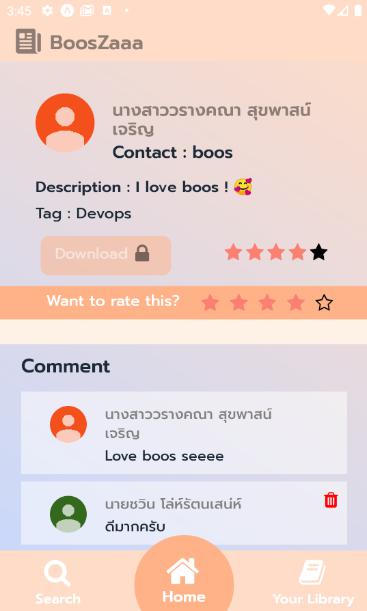 3:45
BoosZaaa
นางสาววรางคณา สุขพาสน์
เจริญ
Contact : boos
Description : I love boos ! 🥰
Tag : Devops
Download
Want to rate this?
Comment
นางสาววรางคณา สุขพาสน์
เจริญ
Love boos seeee
นายชวิน โล่ห์รัตนเสน่ห์
ดีมากครับ
Search
Home
Your Library